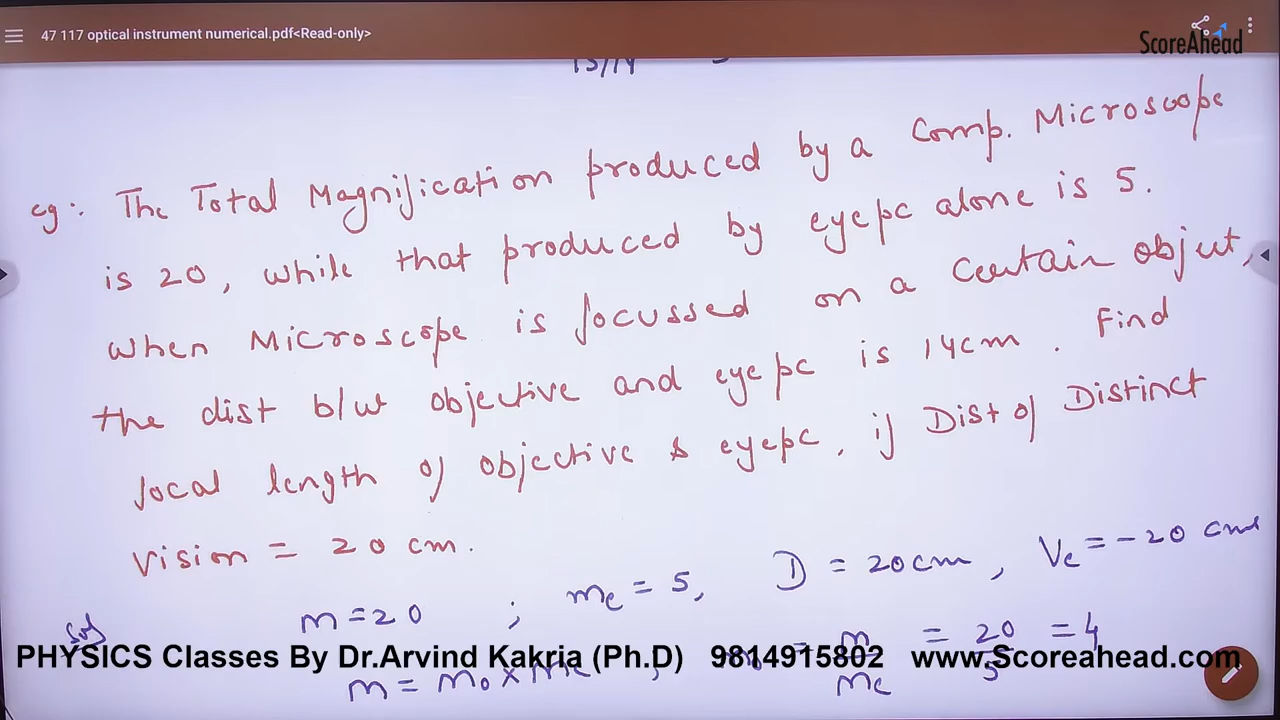 47 117 optical instrument numerical.pdf<Read-only>
ScoreAhead
eg:. The Total Magnification produced by a Comp. Microscope
is 20, while that produced by eyepc alone is 5.
When Microscope is focussed on a Certain object,
the dist b/w objective and eyepc is 14cm. Find
focal length of objective & eyepc, if Dist of Distinct
Vision = 20 cm.
Sol m = 20 ; me = 5, D = 20cm, Ve = -20 cms
m = mo × me ; mo = m/me = 20/5 = 4
PHYSICS Classes By Dr.Arvind Kakria (Ph.D) 9814915802 www.Scoreahead.com